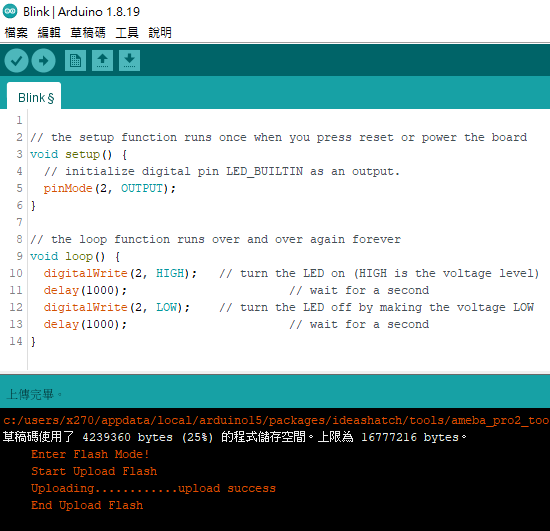 Blink | Arduino 1.8.19
檔案 編輯 草稿碼 工具 說明
Blink §
1
2 // the setup function runs once when you press reset or power the board
3 void setup() {
4   // initialize digital pin LED_BUILTIN as an output.
5   pinMode(2, OUTPUT);
6 }
7
8 // the loop function runs over and over again forever
9 void loop() {
10   digitalWrite(2, HIGH);   // turn the LED on (HIGH is the voltage level)
11   delay(1000);                       // wait for a second
12   digitalWrite(2, LOW);    // turn the LED off by making the voltage LOW
13   delay(1000);                       // wait for a second
14 }
上傳完畢。
c:/users/x270/appdata/local/arduino15/packages/ideashatch/tools/ameba_pro2_too
草稿碼使用了 4239360 bytes (25%) 的程式儲存空間。上限為 16777216 bytes。
Enter Flash Mode!
Start Upload Flash
Uploading............upload success
End Upload Flash